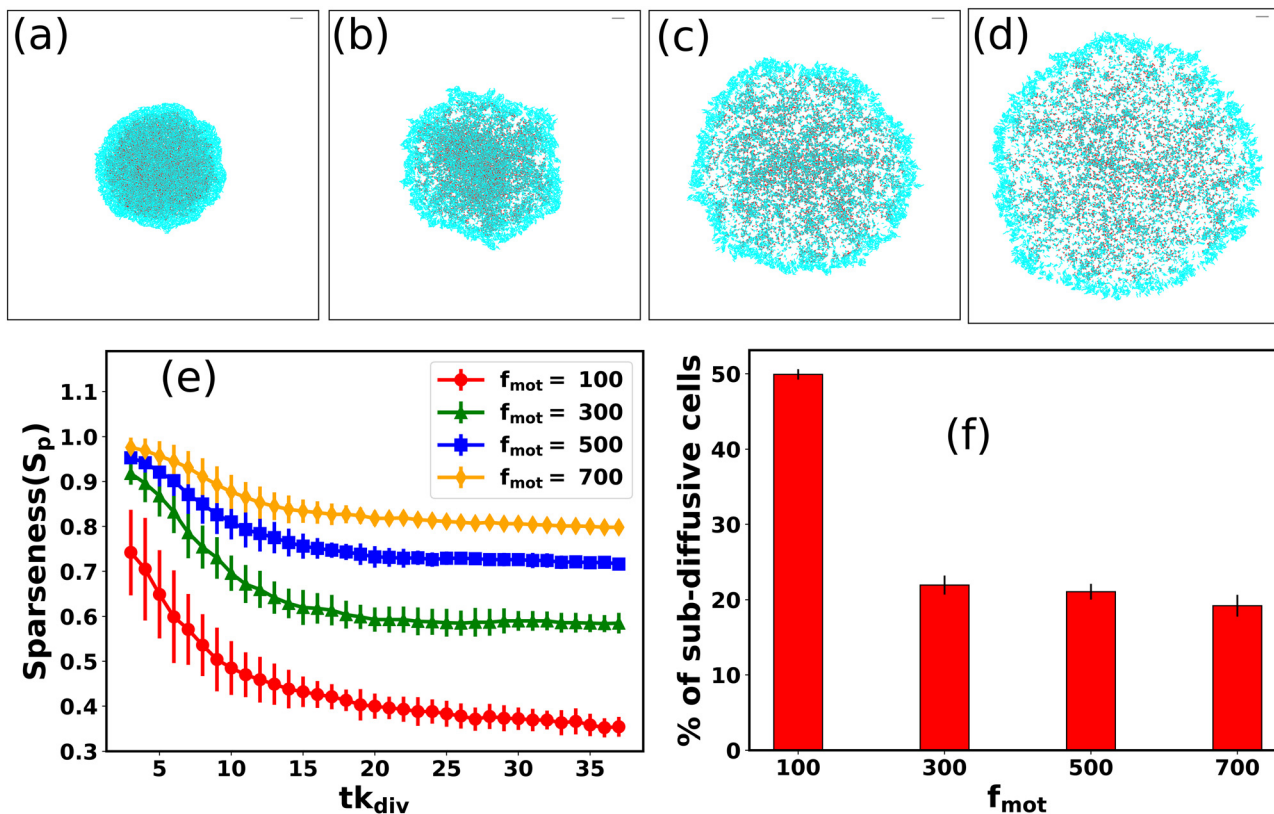 (a)
(b)
(c)
(d)
(e)
f_mot = 100
f_mot = 300
f_mot = 500
f_mot = 700
Sparseness(S_p)
1.1
1.0
0.9
0.8
0.7
0.6
0.5
0.4
0.3
5 10 15 20 25 30 35
tk_div
(f)
% of sub-diffusive cells
50
40
30
20
10
0
100 300 500 700
f_mot